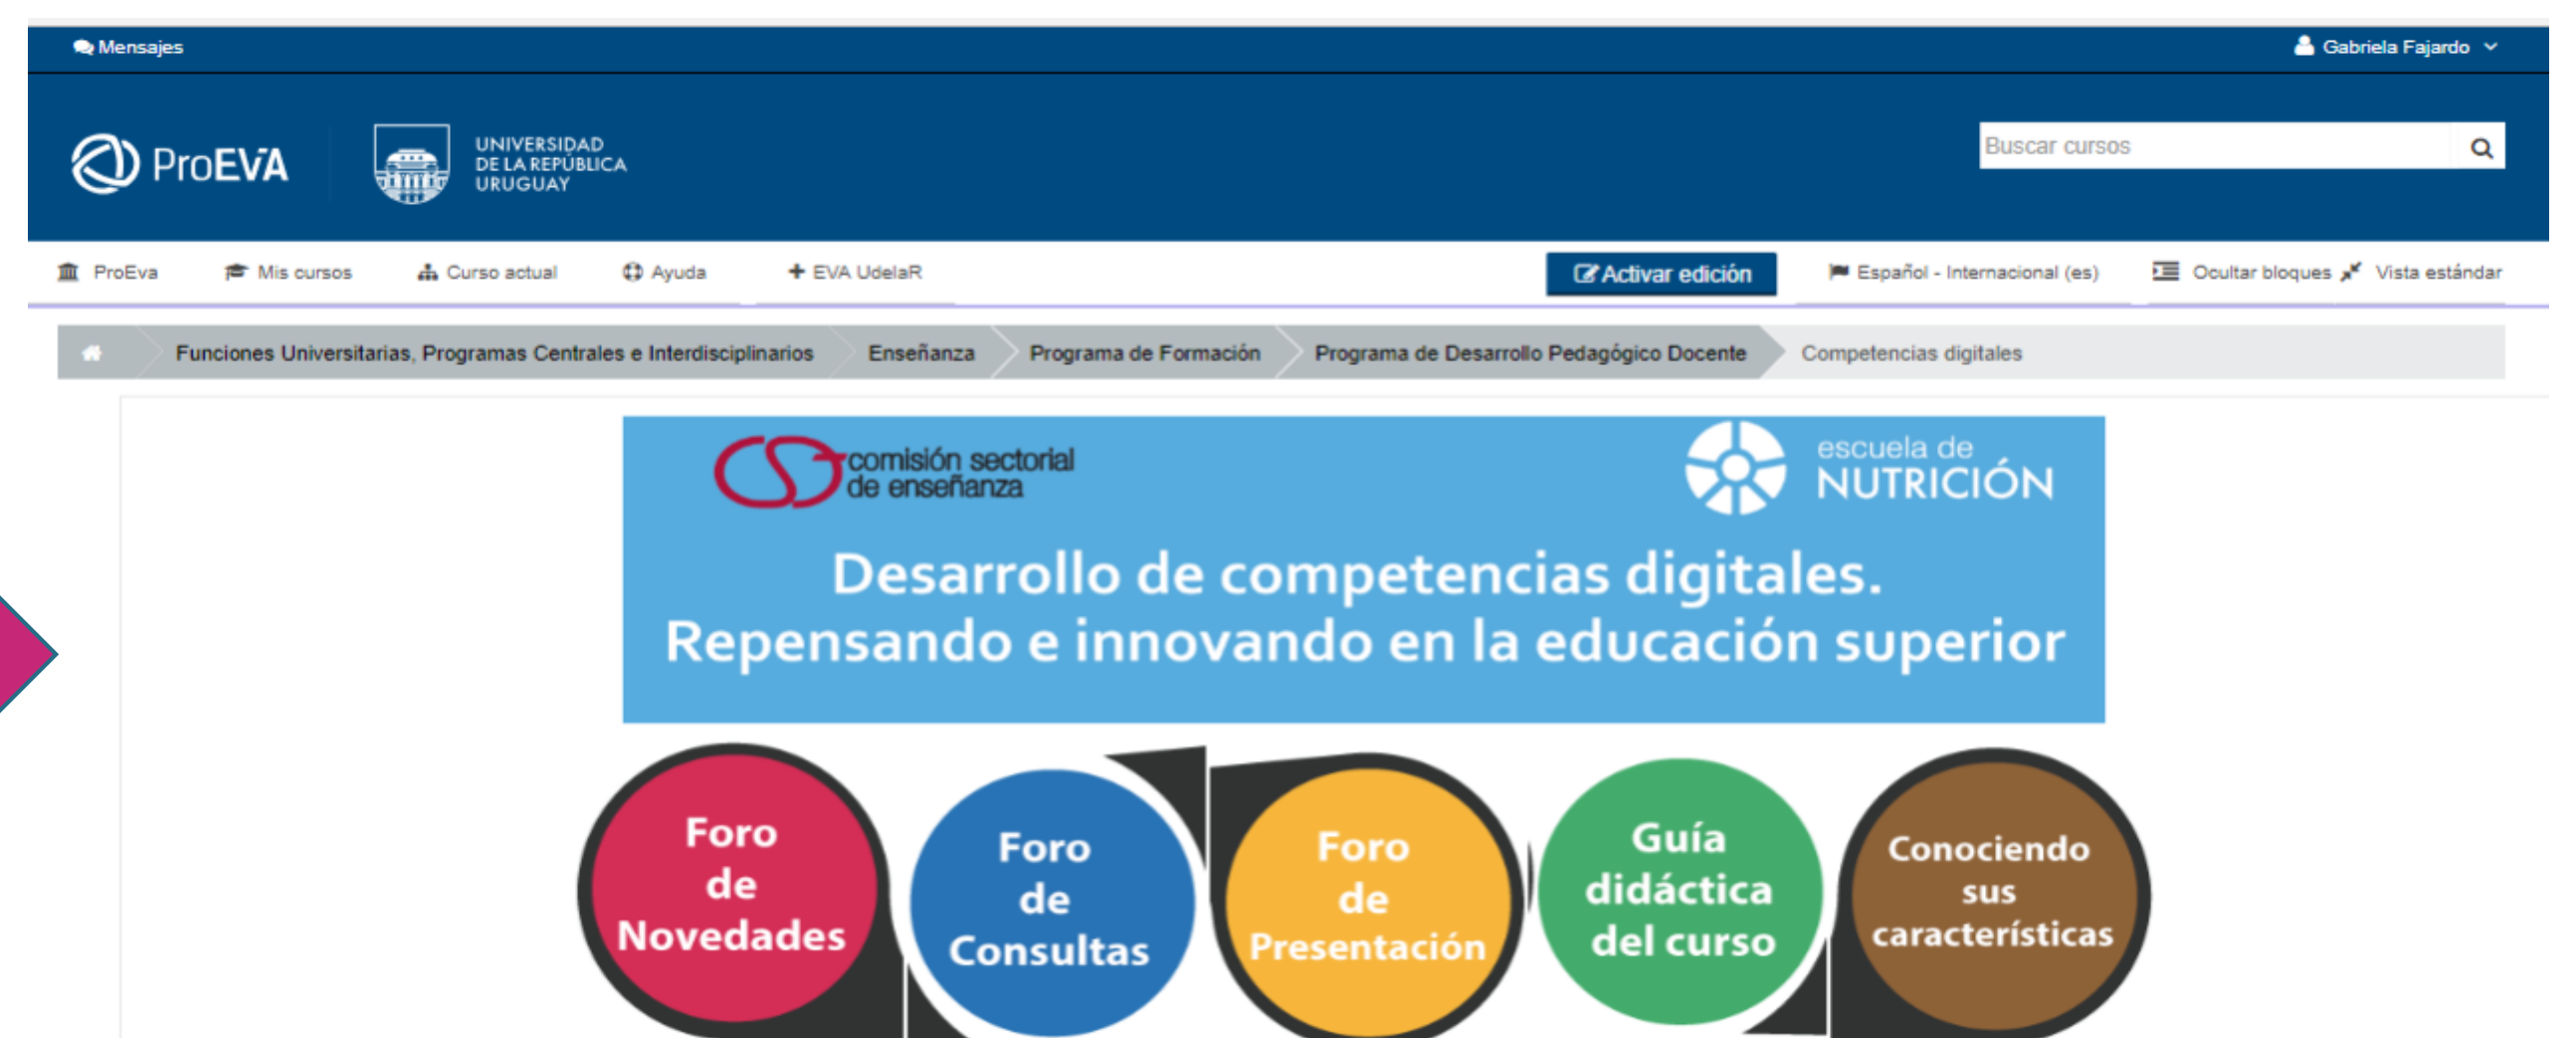 Mensajes
Gabriela Fajardo
ProEVA
UNIVERSIDAD
DE LA REPÚBLICA
URUGUAY
Buscar cursos
ProEva
Mis cursos
Curso actual
Ayuda
EVA UdelaR
Activar edición
Español - Internacional (es)
Ocultar bloques
Vista estándar
Funciones Universitarias, Programas Centrales e Interdisciplinarios
Enseñanza
Programa de Formación
Programa de Desarrollo Pedagógico Docente
Competencias digitales
comisión sectorial
de enseñanza
escuela de
NUTRICIÓN
Desarrollo de competencias digitales.
Repensando e innovando en la educación superior
Foro
de
Novedades
Foro
de
Consultas
Foro
de
Presentación
Guía
didáctica
del curso
Conociendo
sus
características